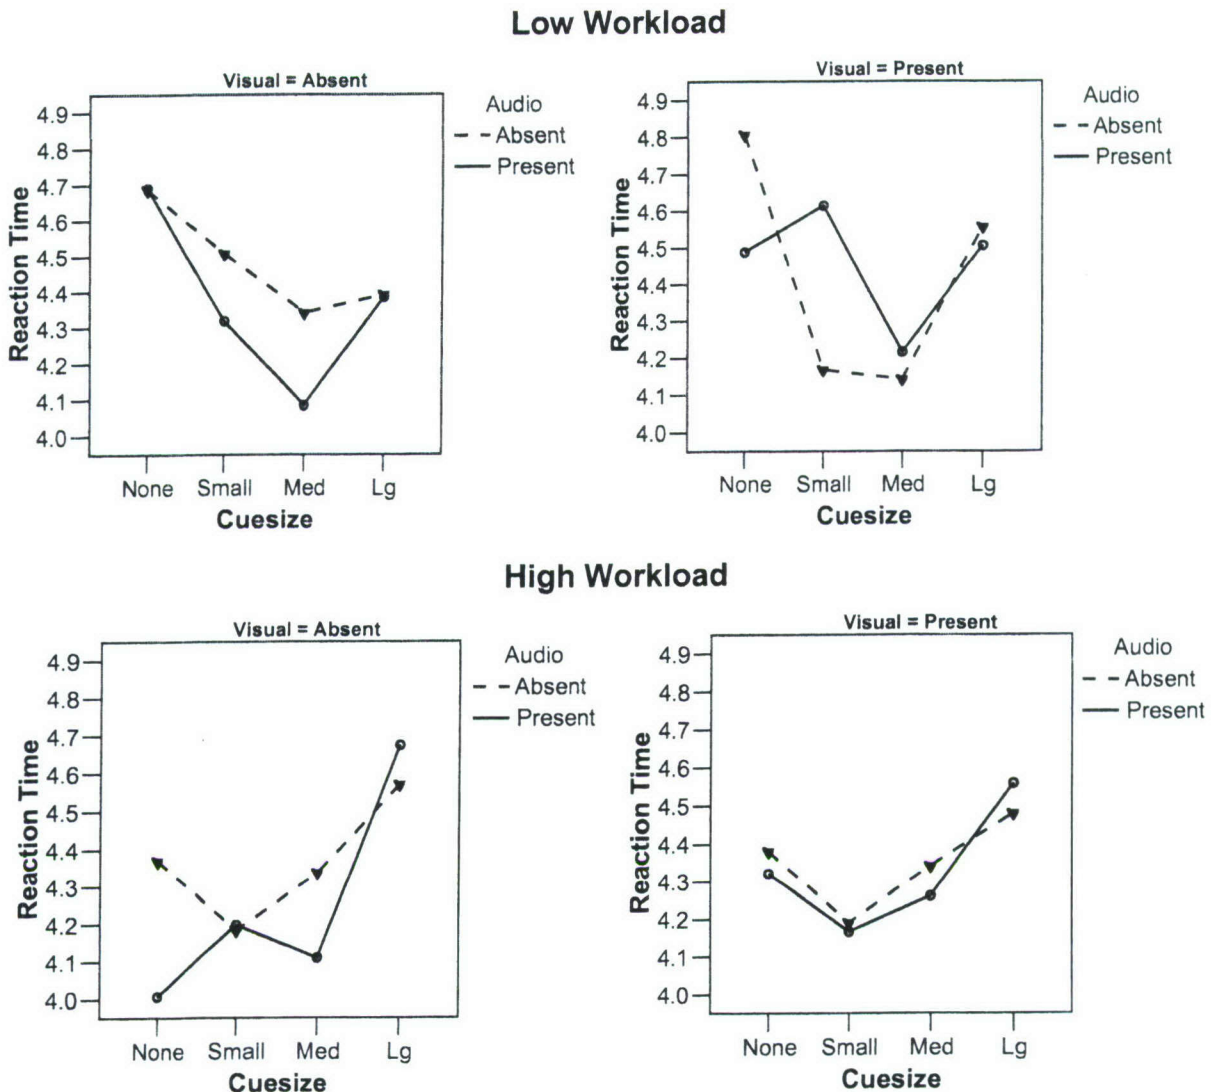 Low Workload
Visual = Absent
Audio
Absent
Present
4.9
4.8
4.7
4.6
4.5
4.4
4.3
4.2
4.1
4.0
Reaction Time
None Small Med Lg
Cuesize
Visual = Present
Audio
Absent
Present
4.9
4.8
4.7
4.6
4.5
4.4
4.3
4.2
4.1
4.0
Reaction Time
None Small Med Lg
Cuesize
High Workload
Visual = Absent
Audio
Absent
Present
4.9
4.8
4.7
4.6
4.5
4.4
4.3
4.2
4.1
4.0
Reaction Time
None Small Med Lg
Cuesize
Visual = Present
Audio
Absent
Present
4.9
4.8
4.7
4.6
4.5
4.4
4.3
4.2
4.1
4.0
Reaction Time
None Small Med Lg
Cuesize